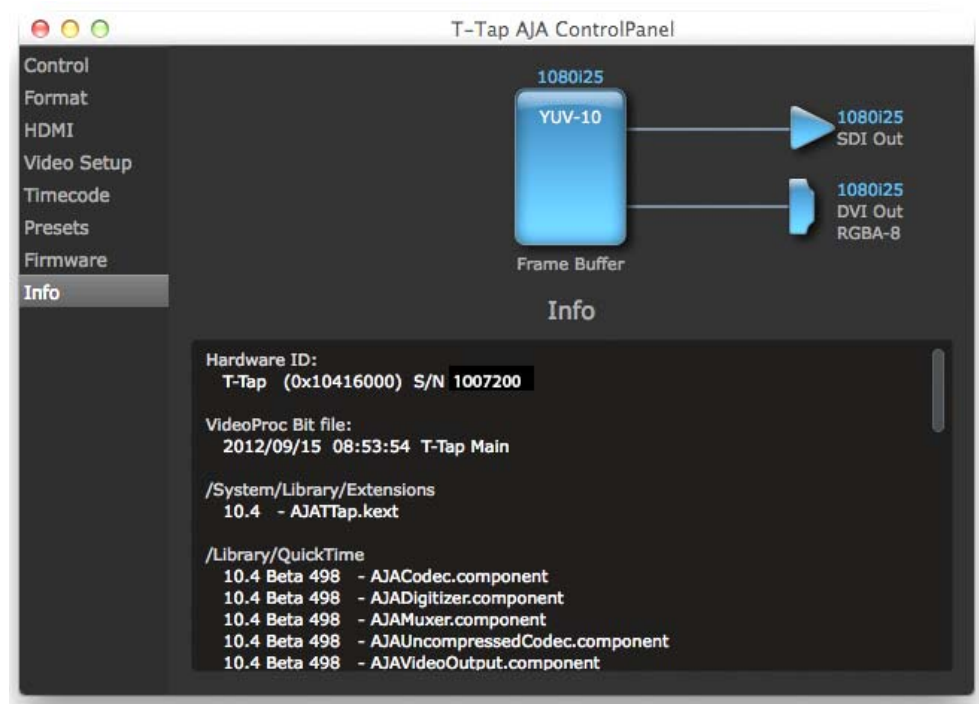 T-Tap AJA ControlPanel
Control
Format
HDMI
Video Setup
Timecode
Presets
Firmware
Info
1080i25
YUV-10
Frame Buffer
1080i25
SDI Out
1080i25
DVI Out
RGBA-8
Info
Hardware ID:
T-Tap (0x10416000) S/N 1007200
VideoProc Bit file:
2012/09/15 08:53:54 T-Tap Main
/System/Library/Extensions
10.4 - AJATTap.kext
/Library/QuickTime
10.4 Beta 498 - AJACodec.component
10.4 Beta 498 - AJADigitizer.component
10.4 Beta 498 - AJAMuxer.component
10.4 Beta 498 - AJAUncompressedCodec.component
10.4 Beta 498 - AJAVideoOutput.component